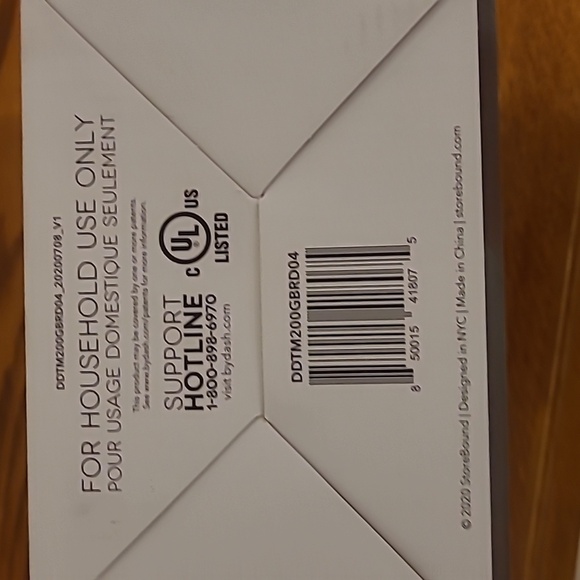 DDTM200GBRD04_20200708_V1
FOR HOUSEHOLD USE ONLY
POUR USAGE DOMESTIQUE SEULEMENT
This product may be covered by one or more patents.
See www.bydash.com/patents for more information.
SUPPORT
HOTLINE
1-800-898-6970
visit bydash.com
C UL US
LISTED
DDTM200GBRD04
8 50015 41807 5
© 2020 StoreBound | Designed in NYC | Made in China | storebound.com